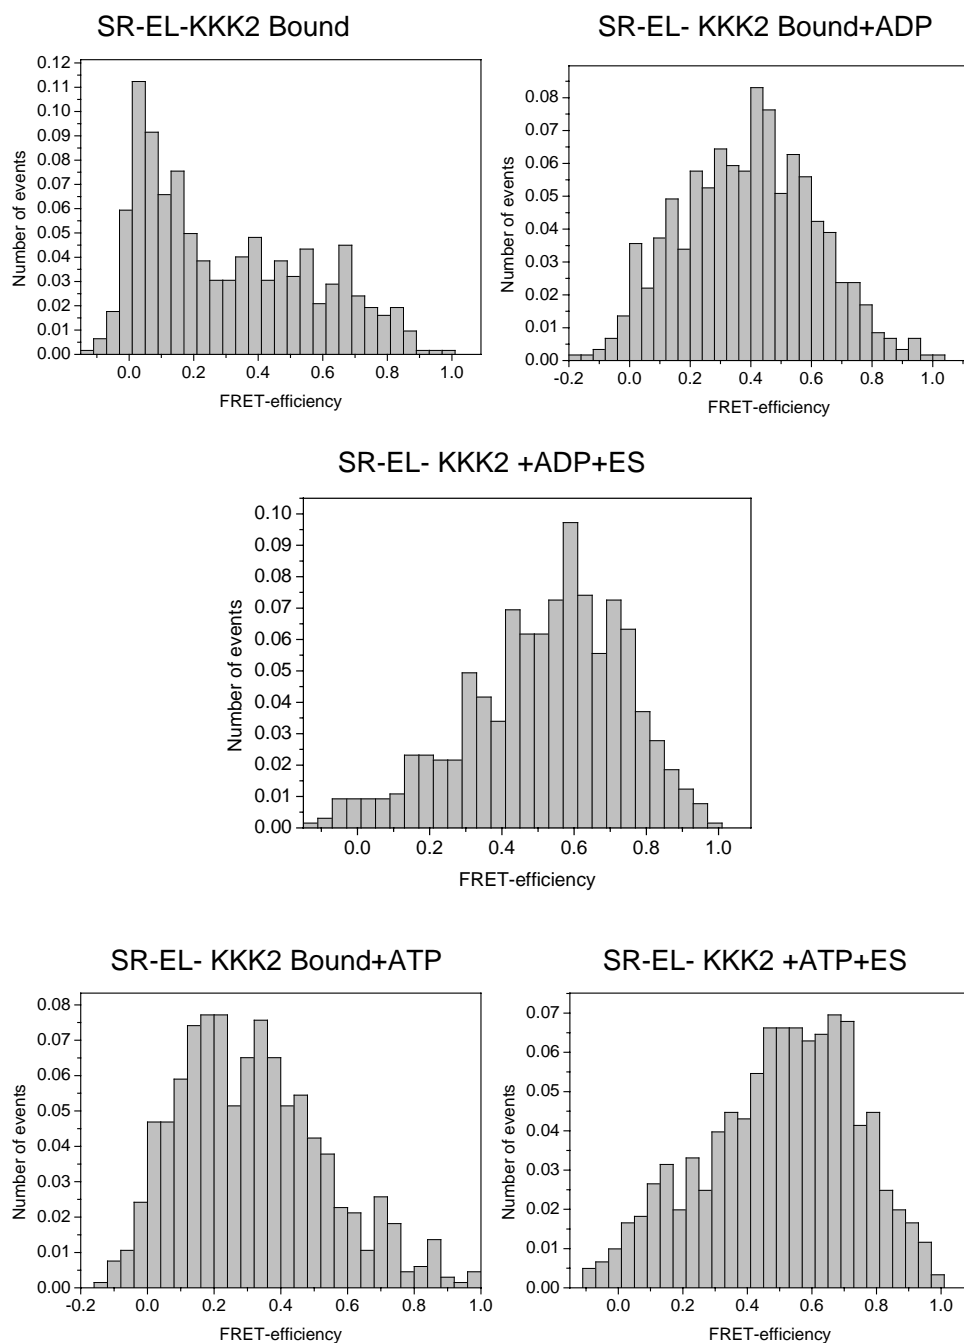 SR-EL-KKK2 Bound
0.12
0.11
0.10
0.09
0.08
0.07
0.06
0.05
0.04
0.03
0.02
0.01
0.00
Number of events
0.0 0.2 0.4 0.6 0.8 1.0
FRET-efficiency
SR-EL- KKK2 Bound+ADP
0.08
0.07
0.06
0.05
0.04
0.03
0.02
0.01
0.00
Number of events
-0.2 0.0 0.2 0.4 0.6 0.8 1.0
FRET-efficiency
SR-EL- KKK2 +ADP+ES
0.10
0.09
0.08
0.07
0.06
0.05
0.04
0.03
0.02
0.01
0.00
Number of events
0.0 0.2 0.4 0.6 0.8 1.0
FRET-efficiency
SR-EL- KKK2 Bound+ATP
0.08
0.07
0.06
0.05
0.04
0.03
0.02
0.01
0.00
Number of events
-0.2 0.0 0.2 0.4 0.6 0.8 1.0
FRET-efficiency
SR-EL- KKK2 +ATP+ES
0.07
0.06
0.05
0.04
0.03
0.02
0.01
0.00
Number of events
0.0 0.2 0.4 0.6 0.8 1.0
FRET-efficiency